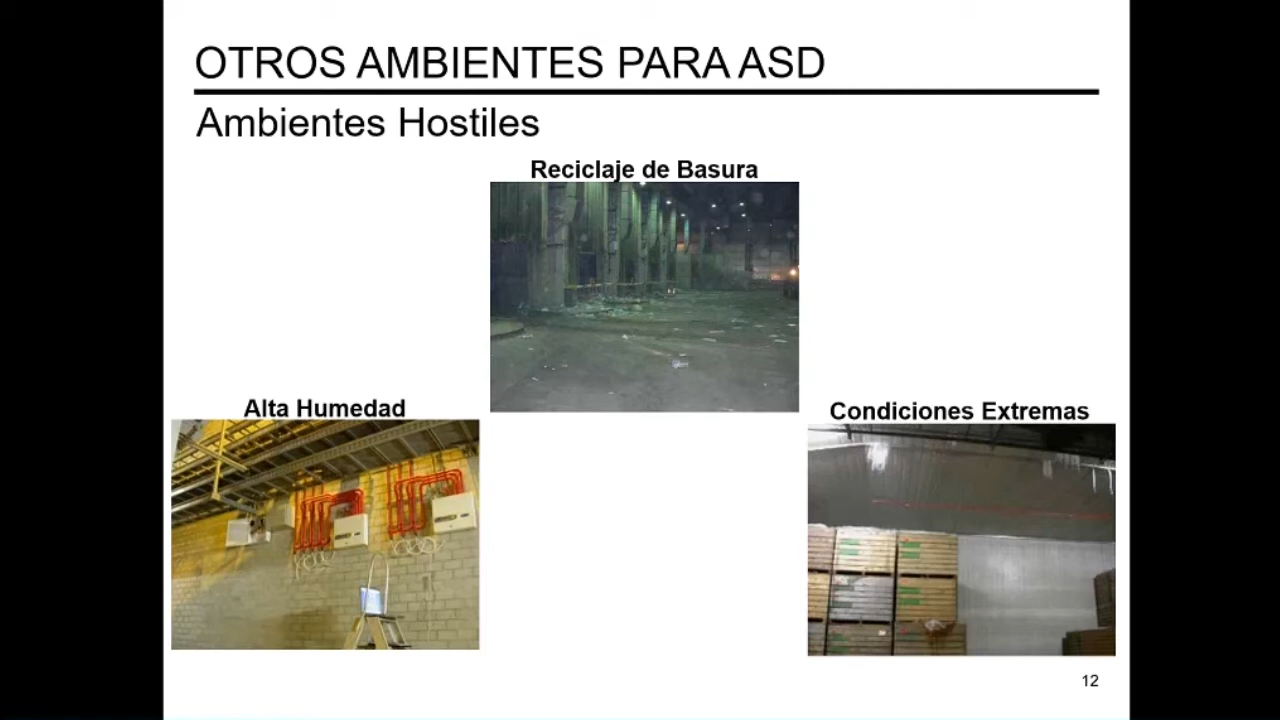 OTROS AMBIENTES PARA ASD
Ambientes Hostiles
Reciclaje de Basura
Alta Humedad
Condiciones Extremas
12